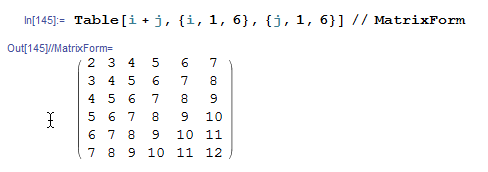 In[145]:= Table[i + j, {i, 1, 6}, {j, 1, 6}] // MatrixForm
Out[145]//MatrixForm=
2 3 4 5 6 7
3 4 5 6 7 8
4 5 6 7 8 9
5 6 7 8 9 10
6 7 8 9 10 11
7 8 9 10 11 12